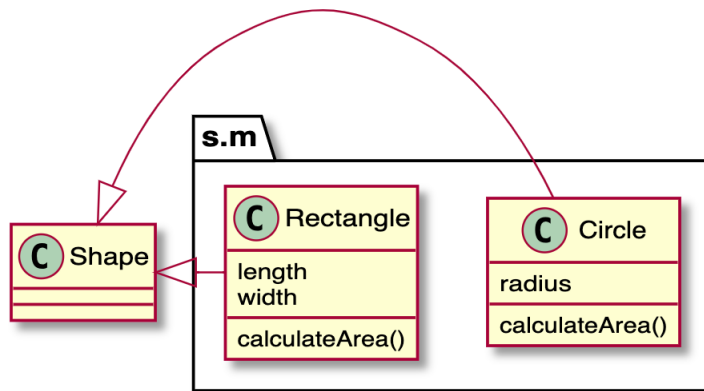 s.m
C Shape
C Rectangle
length
width
calculateArea()
C Circle
radius
calculateArea()